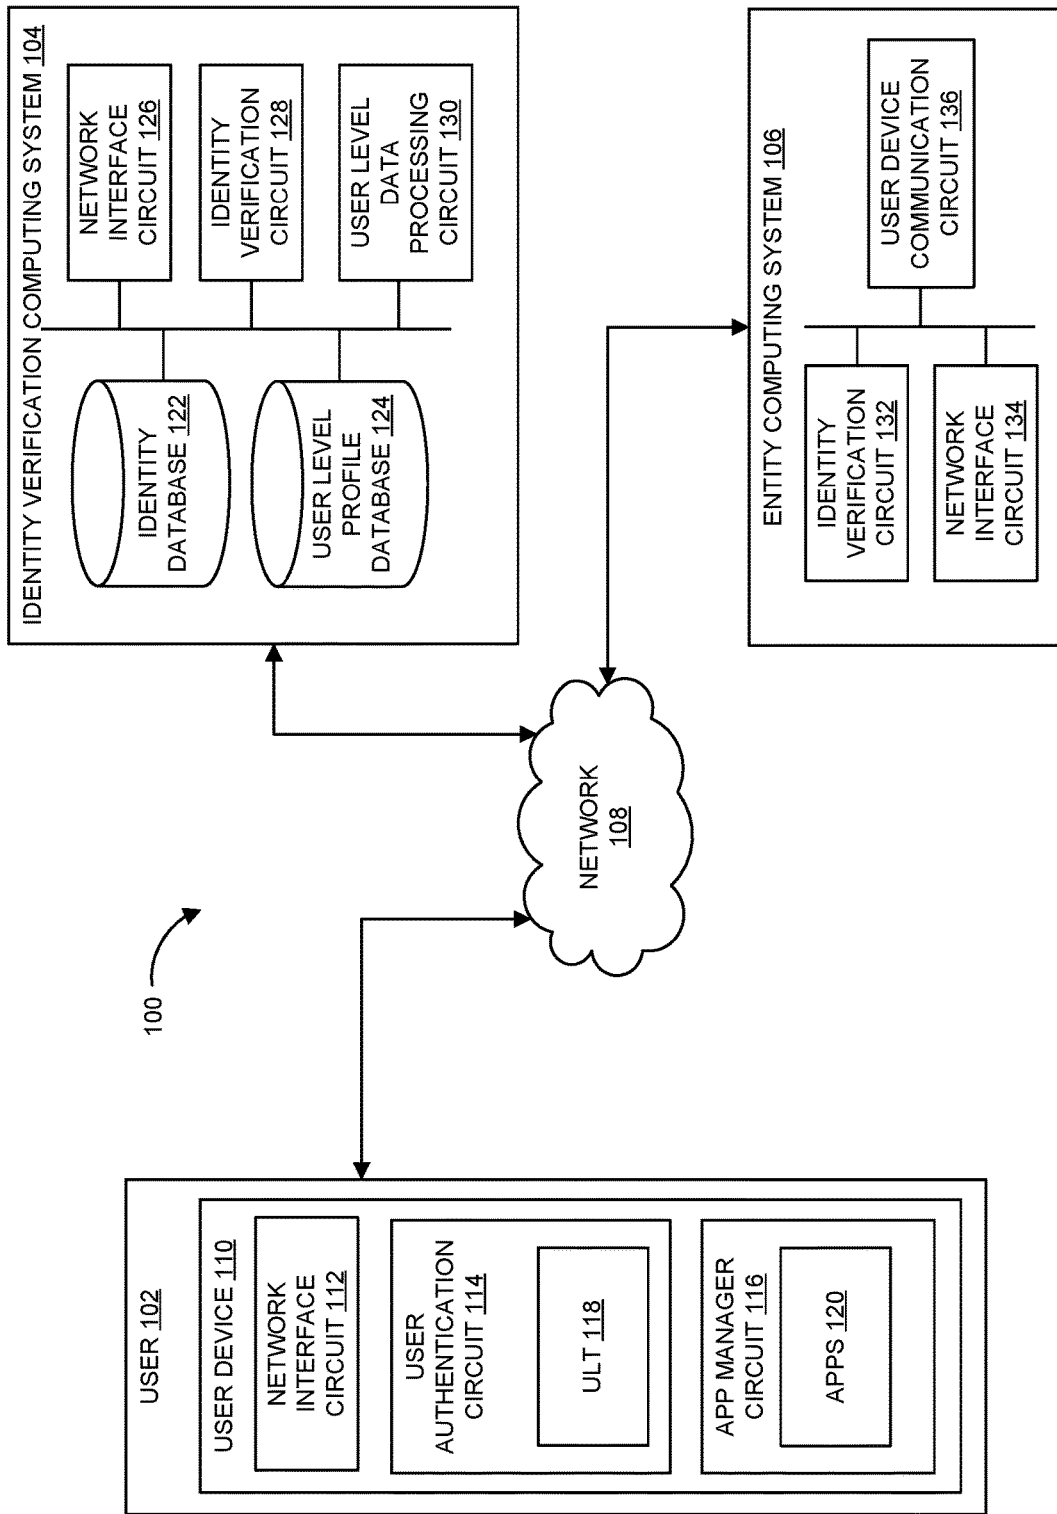 100
USER 102
USER DEVICE 110
NETWORK
INTERFACE
CIRCUIT 112
USER
AUTHENTICATION
CIRCUIT 114
ULT 118
APP MANAGER
CIRCUIT 116
APPS 120
NETWORK
108
IDENTITY VERIFICATION COMPUTING SYSTEM 104
IDENTITY
DATABASE 122
USER LEVEL
PROFILE
DATABASE 124
NETWORK
INTERFACE
CIRCUIT 126
IDENTITY
VERIFICATION
CIRCUIT 128
USER LEVEL
DATA
PROCESSING
CIRCUIT 130
ENTITY COMPUTING SYSTEM 106
IDENTITY
VERIFICATION
CIRCUIT 132
NETWORK
INTERFACE
CIRCUIT 134
USER DEVICE
COMMUNICATION
CIRCUIT 136